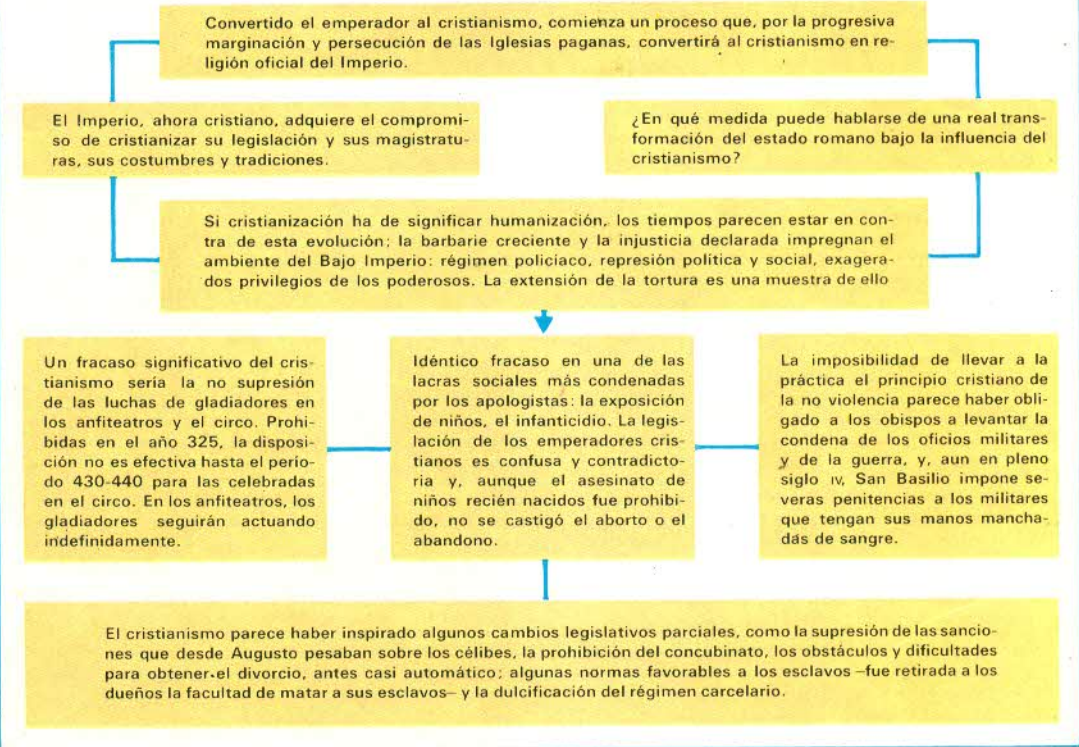 Convertido el emperador al cristianismo, comienza un proceso que, por la progresiva
marginación y persecución de las Iglesias paganas, convertirá al cristianismo en re-
ligión oficial del Imperio.
El Imperio, ahora cristiano, adquiere el compromi-
so de cristianizar su legislación y sus magistratu-
ras, sus costumbres y tradiciones.
¿En qué medida puede hablarse de una real trans-
formación del estado romano bajo la influencia del
cristianismo?
Si cristianización ha de significar humanización, los tiempos parecen estar en con-
tra de esta evolución; la barbarie creciente y la injusticia declarada impregnan el
ambiente del Bajo Imperio: régimen policíaco, represión política y social, exagera-
dos privilegios de los poderosos. La extensión de la tortura es una muestra de ello
Un fracaso significativo del cris-
tianismo sería la no supresión
de las luchas de gladiadores en
los anfiteatros y el circo. Prohi-
bidas en el año 325, la disposi-
ción no es efectiva hasta el perío-
do 430-440 para las celebradas
en el circo. En los anfiteatros, los
gladiadores seguirán actuando
indefinidamente.
Idéntico fracaso en una de las
lacras sociales más condenadas
por los apologistas: la exposición
de niños, el infanticidio. La legis-
lación de los emperadores cris-
tianos es confusa y contradicto-
ria y, aunque el asesinato de
niños recién nacidos fue prohibi-
do, no se castigó el aborto o el
abandono.
La imposibilidad de llevar a la
práctica el principio cristiano de
la no violencia parece haber obli-
gado a los obispos a levantar la
condena de los oficios militares
y de la guerra, y, aun en pleno
siglo IV, San Basilio impone se-
veras penitencias a los militares
que tengan sus manos mancha-
das de sangre.
El cristianismo parece haber inspirado algunos cambios legislativos parciales, como la supresión de las sancio-
nes que desde Augusto pesaban sobre los célibes, la prohibición del concubinato, los obstáculos y dificultades
para obtener el divorcio, antes casi automático; algunas normas favorables a los esclavos —fue retirada a los
dueños la facultad de matar a sus esclavos— y la dulcificación del régimen carcelario.